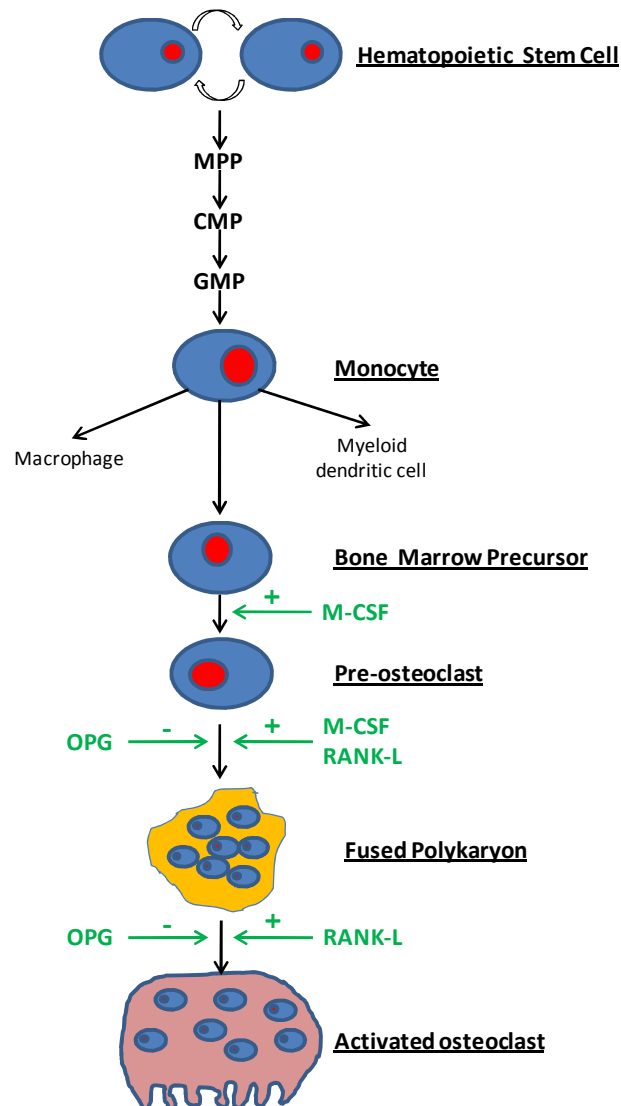 Hematopoietic Stem Cell
MPP
CMP
GMP
Monocyte
Macrophage
Myeloid
dendritic cell
Bone Marrow Precursor
+
M-CSF
Pre-osteoclast
OPG - + M-CSF
RANK-L
Fused Polykaryon
OPG - + RANK-L
Activated osteoclast